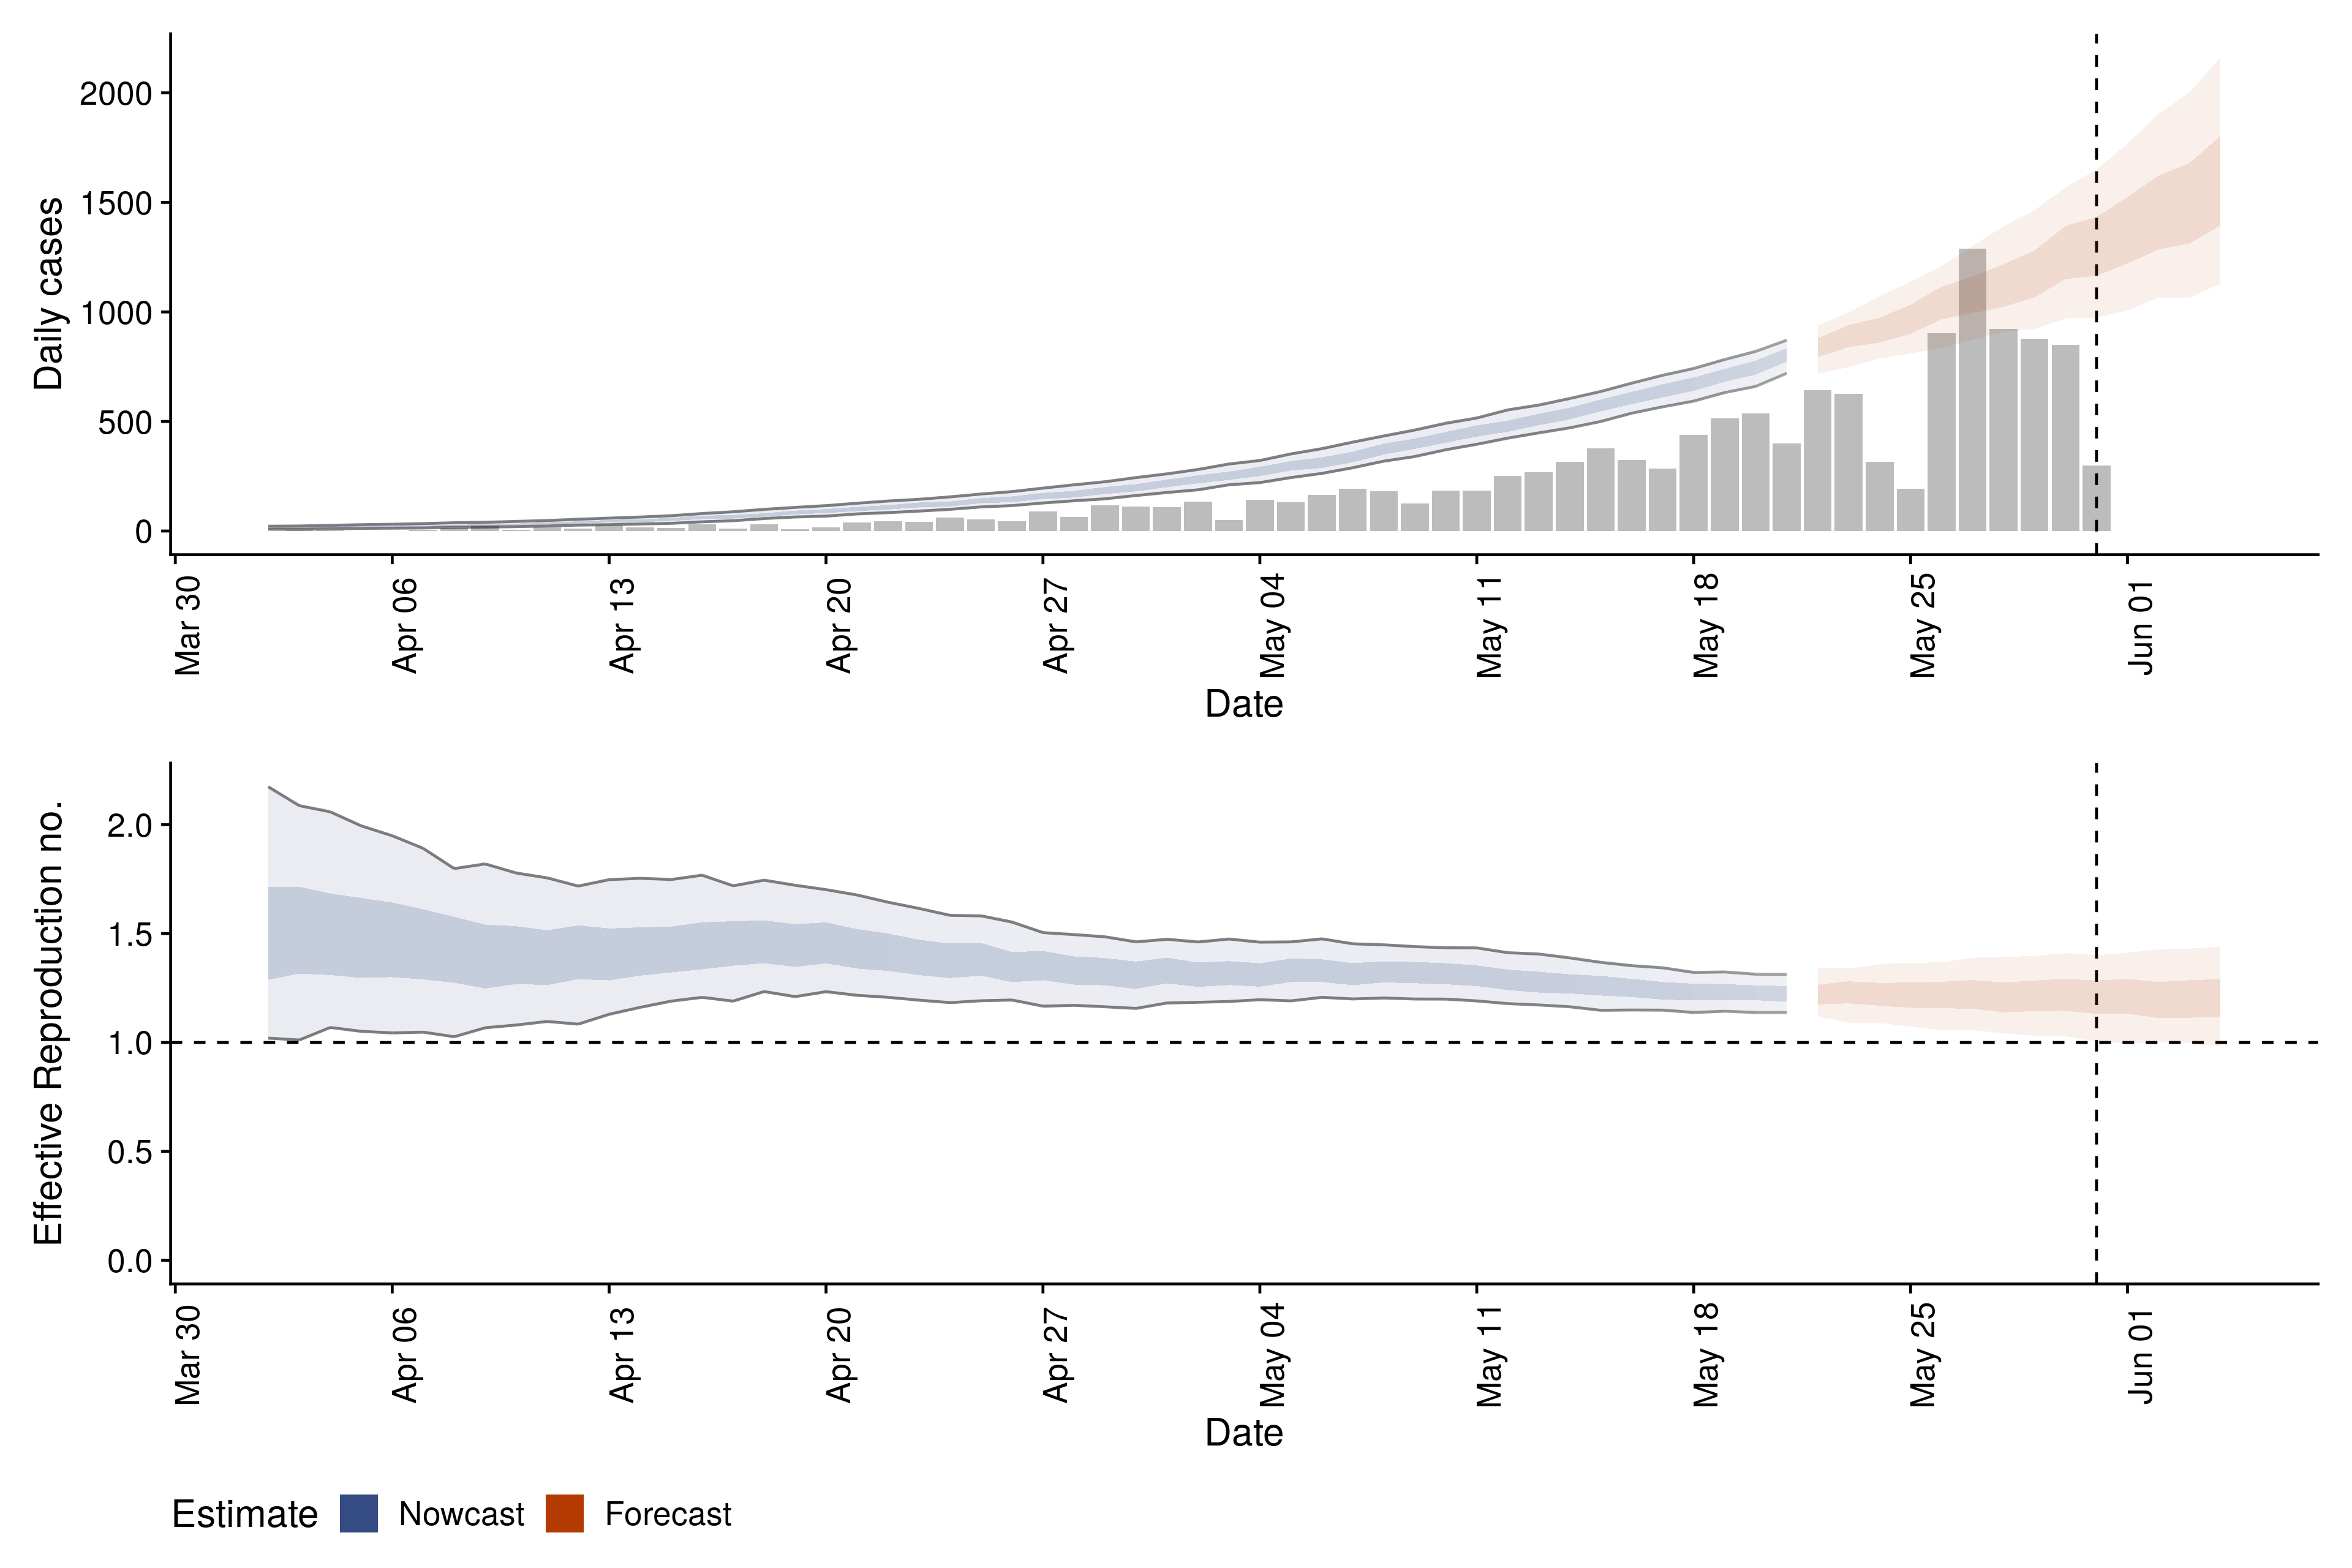 Daily cases
2000
1500
1000
500
0
Mar 30
Apr 06
Apr 13
Apr 20
Apr 27
May 04
May 11
May 18
May 25
Jun 01
Date
Effective Reproduction no.
2.0
1.5
1.0
0.5
0.0
Mar 30
Apr 06
Apr 13
Apr 20
Apr 27
May 04
May 11
May 18
May 25
Jun 01
Date
Estimate Nowcast Forecast